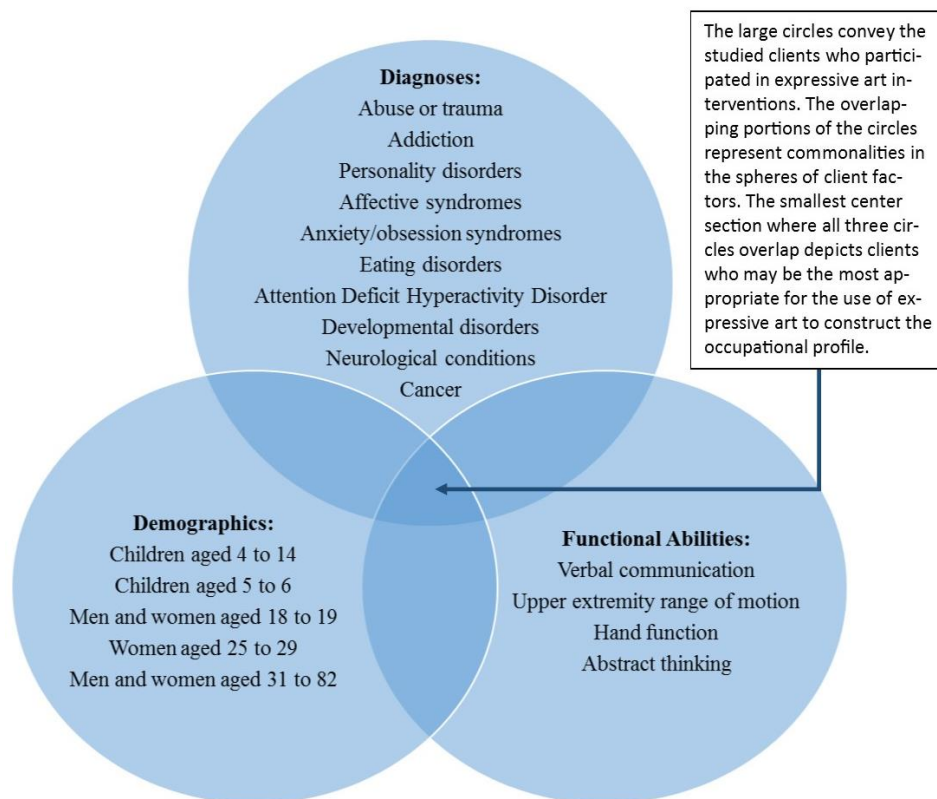 Diagnoses:
Abuse or trauma
Addiction
Personality disorders
Affective syndromes
Anxiety/obsession syndromes
Eating disorders
Attention Deficit Hyperactivity Disorder
Developmental disorders
Neurological conditions
Cancer
The large circles convey the
studied clients who partici-
pated in expressive art in-
terventions. The overlap-
ping portions of the circles
represent commonalities in
the spheres of client fac-
tors. The smallest center
section where all three cir-
cles overlap depicts clients
who may be the most ap-
propriate for the use of ex-
pressive art to construct the
occupational profile.
Demographics:
Children aged 4 to 14
Children aged 5 to 6
Men and women aged 18 to 19
Women aged 25 to 29
Men and women aged 31 to 82
Functional Abilities:
Verbal communication
Upper extremity range of motion
Hand function
Abstract thinking